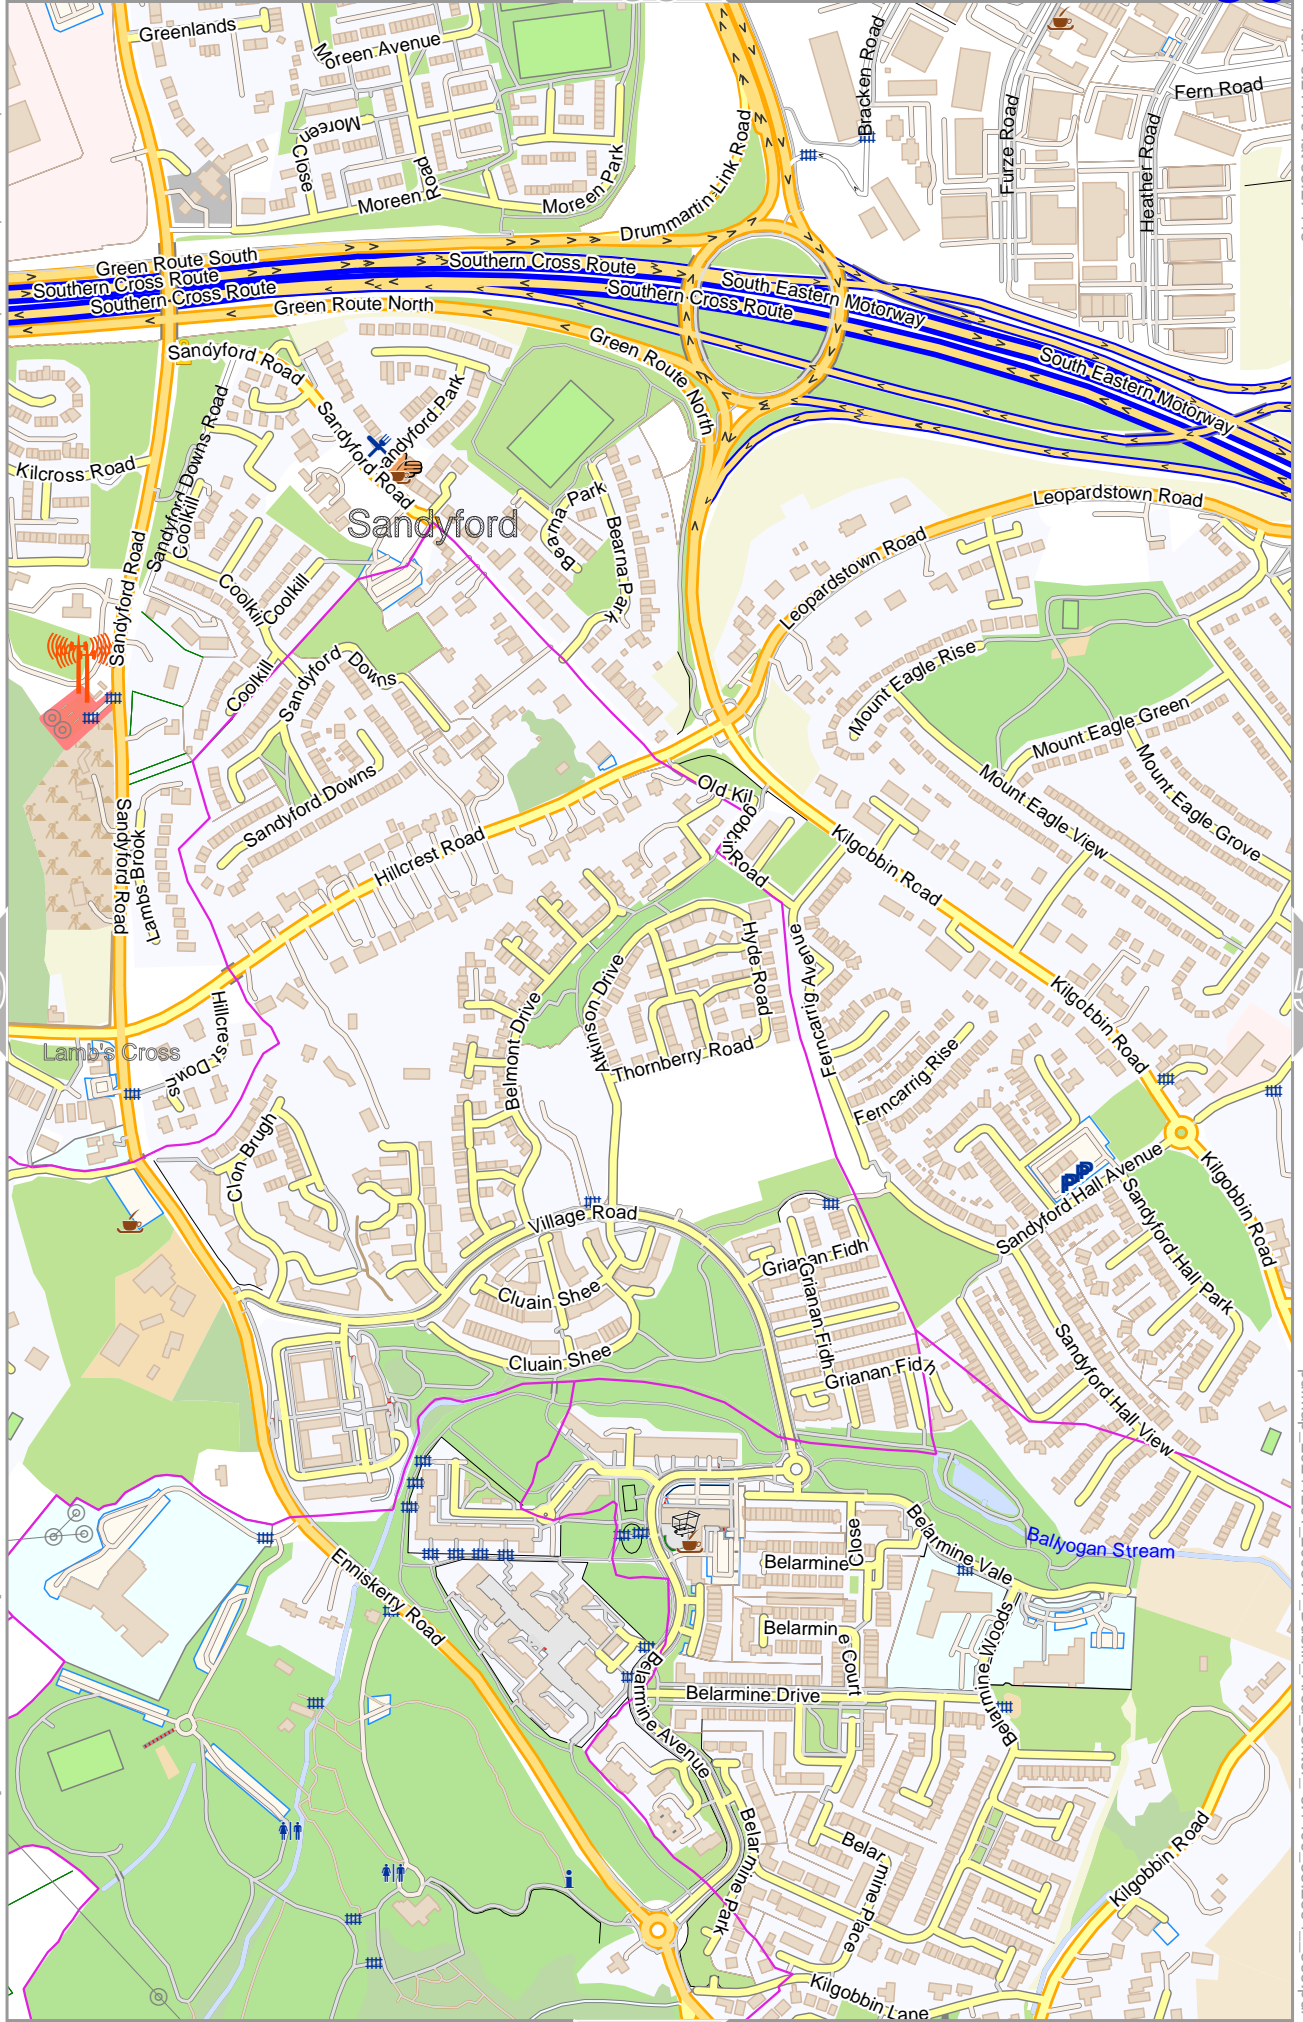 Greenlands
Moreen Avenue
Bracken Road
Fern Road
Furze Road
Heather Road
Moreen Close
Moreen Road
Moreen Park
Drummartin Link Road
Green Route South
Southern Cross Route
Southern Cross Route
Southern Cross Route
Southern Cross Route
South Eastern Motorway
South Eastern Motorway
Green Route North
Green Route North
Sandyford Road
Sandyford Road
Sandyford Park
Sandyford Downs Road
Kilcross Road
Coolkill
Coolkill
Coolkill
Coolkill
Sandyford
Bearna Park
Bearna Park
Leopardstown Road
Leopardstown Road
Sandyford Road
Sandyford Downs
Sandyford Downs
Mount Eagle Rise
Mount Eagle Green
Mount Eagle View
Mount Eagle Grove
Old Kilgobbin Road
Kilgobbin Road
Hillcrest Road
Sandyford Road
Lambs Brook
Hyde Road
Ferncarrig Avenue
Atkinson Drive
Belmont Drive
Thornberry Road
Kilgobbin Road
Hillcrest Downs
Lamb's Cross
Ferncarrig Rise
Clon Brugh
Village Road
Sandyford Hall Avenue
Kilgobbin Road
Sandyford Hall Park
Grianan Fidh
Grianan Fidh
Grianan Fidh
Cluain Shee
Cluain Shee
Sandyford Hall View
Ballyogan Stream
Belarmine Vale
Belarmine Close
Belarmine Court
Belarmine Woods
Belarmine Drive
Belarmine Avenue
Enniskerry Road
Belarmine Park
Belarmine Place
Kilgobbin Road
Kilgobbin Lane